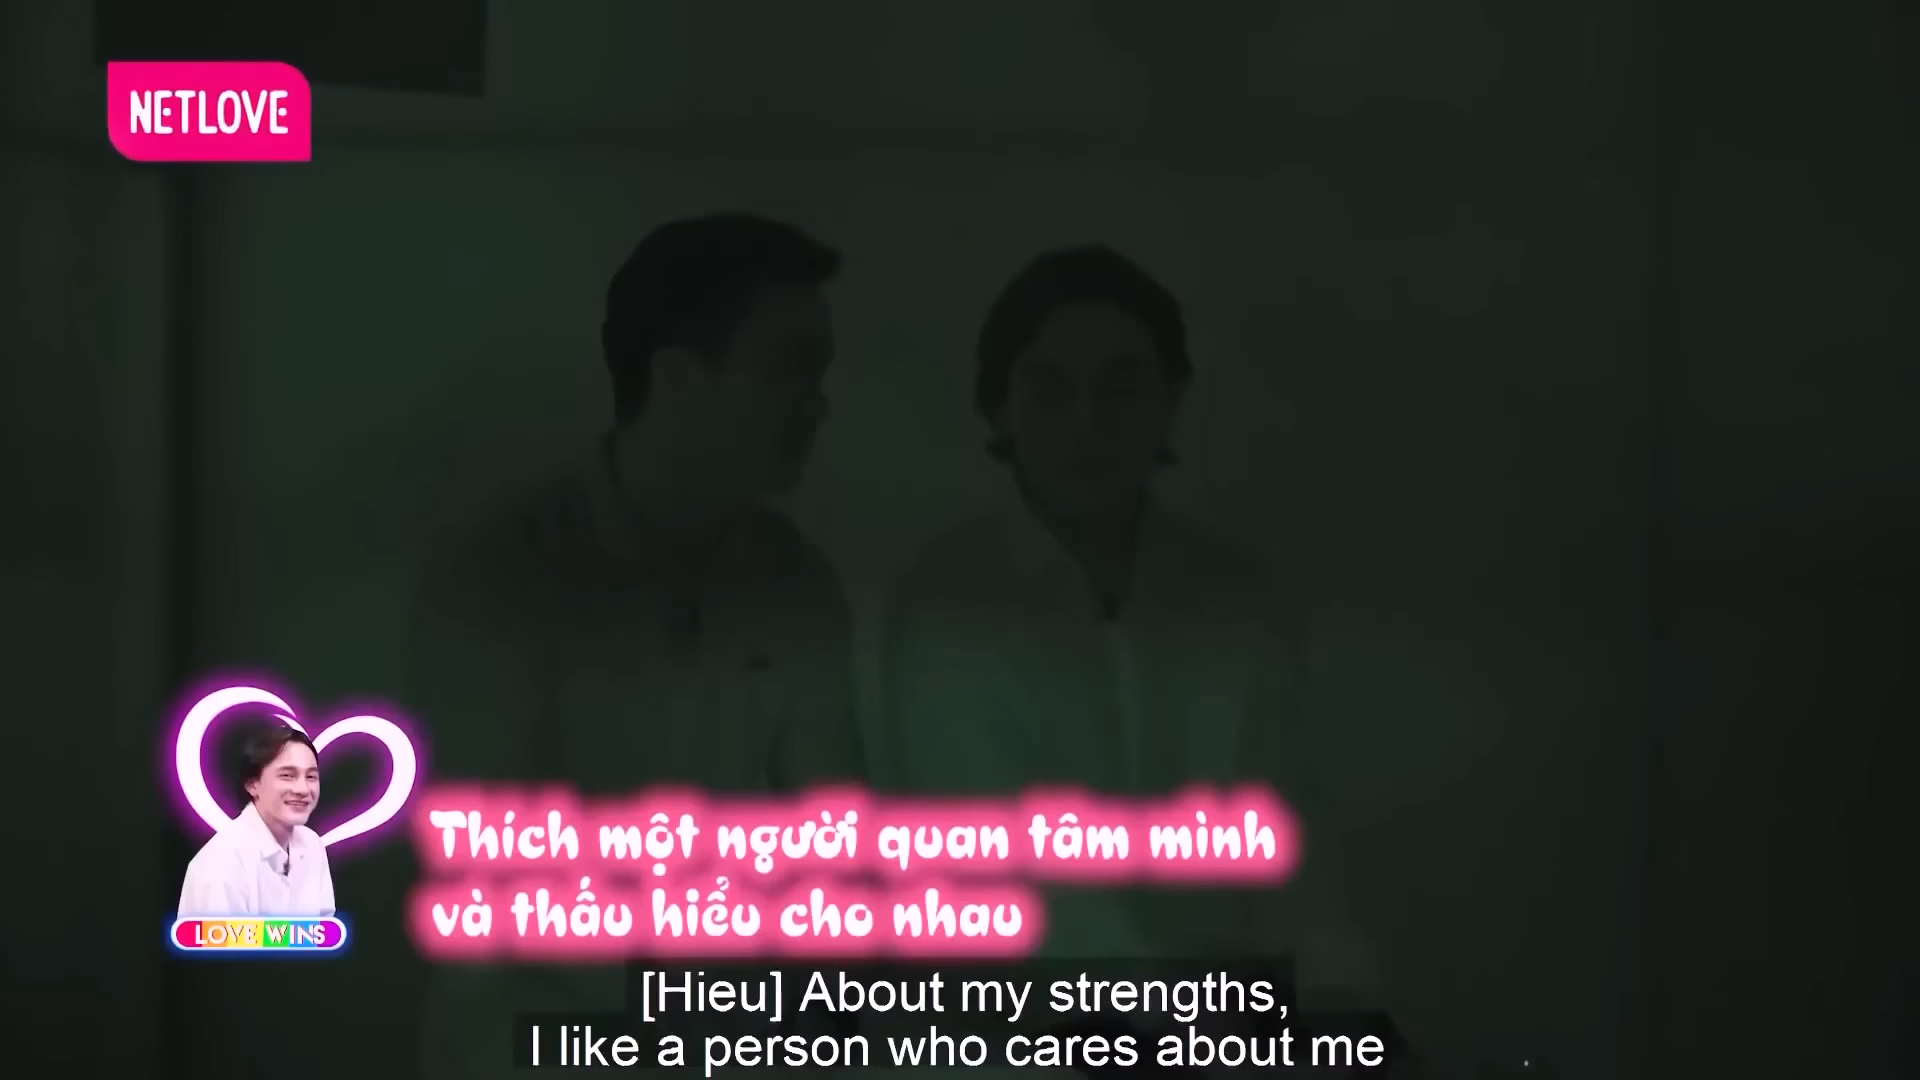 NETLOVE
Thích một người quan tâm mình
và thấu hiểu cho nhau
LOVE WINS
[Hieu] About my strengths,
I like a person who cares about me